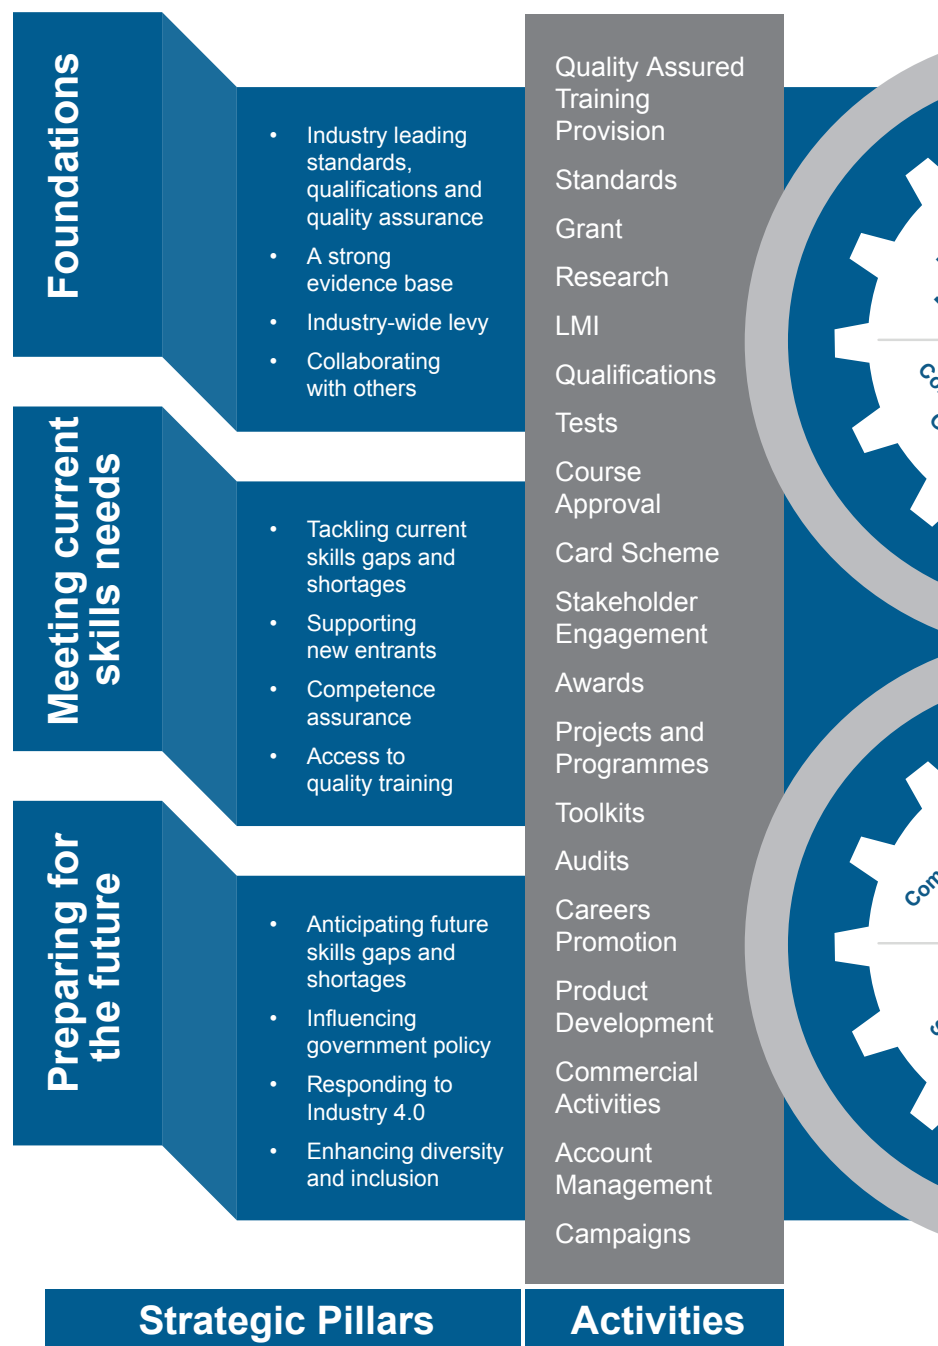 Foundations
• Industry leading
standards,
qualifications and
quality assurance
• A strong
evidence base
• Industry-wide levy
• Collaborating
with others
Meeting current
skills needs
• Tackling current
skills gaps and
shortages
• Supporting
new entrants
• Competence
assurance
• Access to
quality training
Preparing for
the future
• Anticipating future
skills gaps and
shortages
• Influencing
government policy
• Responding to
Industry 4.0
• Enhancing diversity
and inclusion
Strategic Pillars
Quality Assured
Training
Provision
Standards
Grant
Research
LMI
Qualifications
Tests
Course
Approval
Card Scheme
Stakeholder
Engagement
Awards
Projects and
Programmes
Toolkits
Audits
Careers
Promotion
Product
Development
Commercial
Activities
Account
Management
Campaigns
Activities